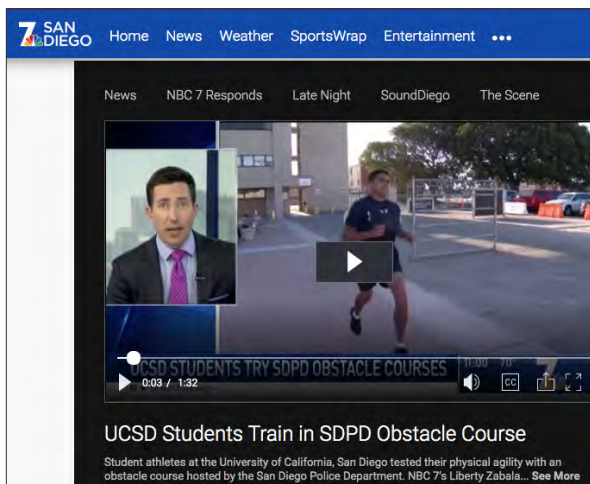 7 SAN DIEGO
Home News Weather SportsWrap Entertainment •••
News NBC 7 Responds Late Night SoundDiego The Scene
UCSD STUDENTS TRY SDPD OBSTACLE COURSES 11:00 70°
0:03 / 1:32 CC
UCSD Students Train in SDPD Obstacle Course
Student athletes at the University of California, San Diego tested their physical agility with an
obstacle course hosted by the San Diego Police Department. NBC 7's Liberty Zabala... See More